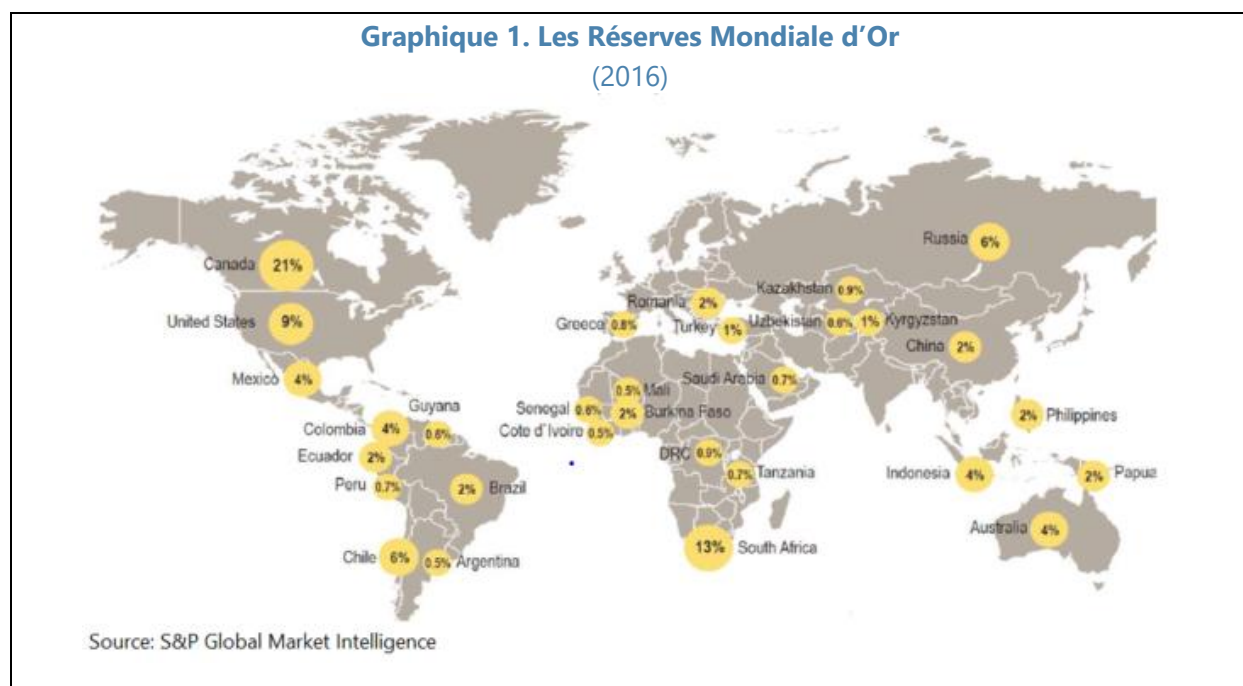 Graphique 1. Les Réserves Mondiale d’Or
(2016)
Russia 6%
Canada 21%
Kazakhstan 0.9%
Romania 2%
United States 9%
Greece 0.8%
Turkey 1%
Uzbekistan 0.6%
1% Kyrgyzstan
China 2%
Mexico 4%
Saudi Arabia 0.7%
0.5% Mali
Guyana
0.6%
Senegal 0.6%
2% Burkina Faso
2% Philippines
Colombia 4%
Cote d'Ivoire 0.5%
Ecuador 2%
DRC 0.9%
0.7% Tanzania
Indonesia 4%
2% Papua
Peru 0.7%
2% Brazil
Australia 4%
13% South Africa
Chile 6%
0.5% Argentina
Source: S&P Global Market Intelligence